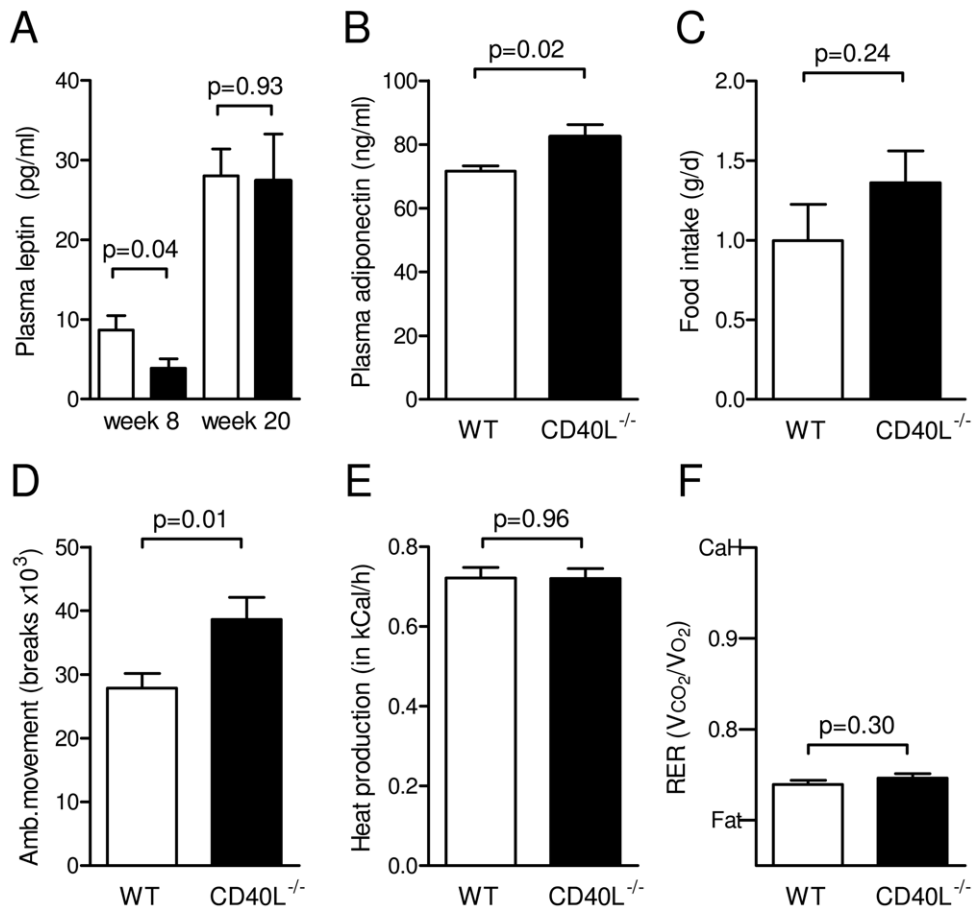 A
Plasma leptin (pg/ml)
40
30
20
10
0
p=0.04
p=0.93
week 8
week 20
B
Plasma adiponectin (ng/ml)
100
80
60
40
20
0
p=0.02
WT
CD40L-/-
C
Food intake (g/d)
2.0
1.5
1.0
0.5
0.0
p=0.24
WT
CD40L-/-
D
Amb.movement (breaks x10³)
50
40
30
20
10
0
p=0.01
WT
CD40L-/-
E
Heat production (in kCal/h)
0.8
0.6
0.4
0.2
0.0
p=0.96
WT
CD40L-/-
F
RER (VCO₂/VO₂)
CaH
0.9
0.8
Fat
p=0.30
WT
CD40L-/-